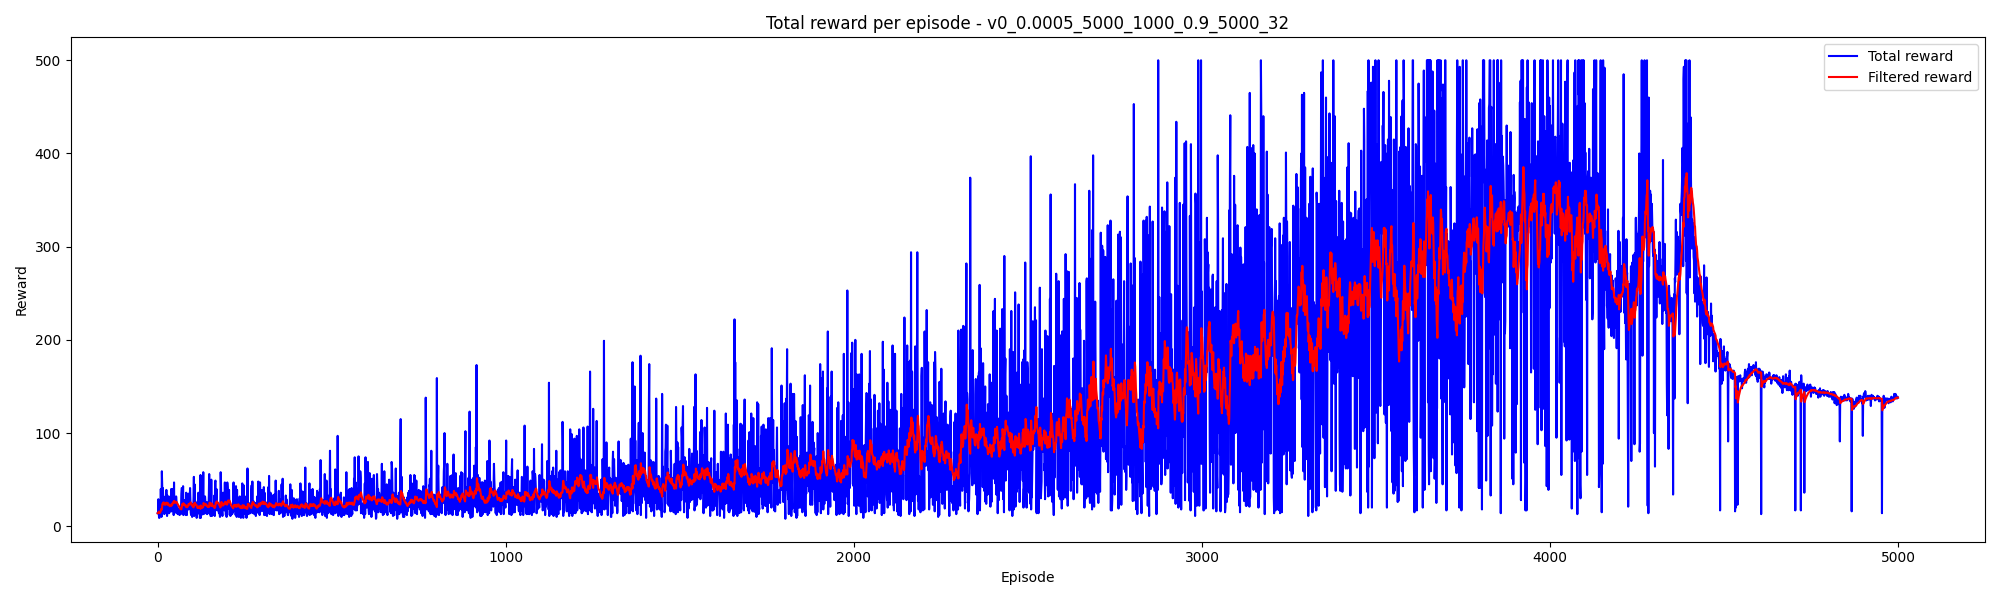 Total reward per episode - v0_0.0005_5000_1000_0.9_5000_32
Total reward
Filtered reward
500
400
300
200
100
0
Reward
0 1000 2000 3000 4000 5000
Episode